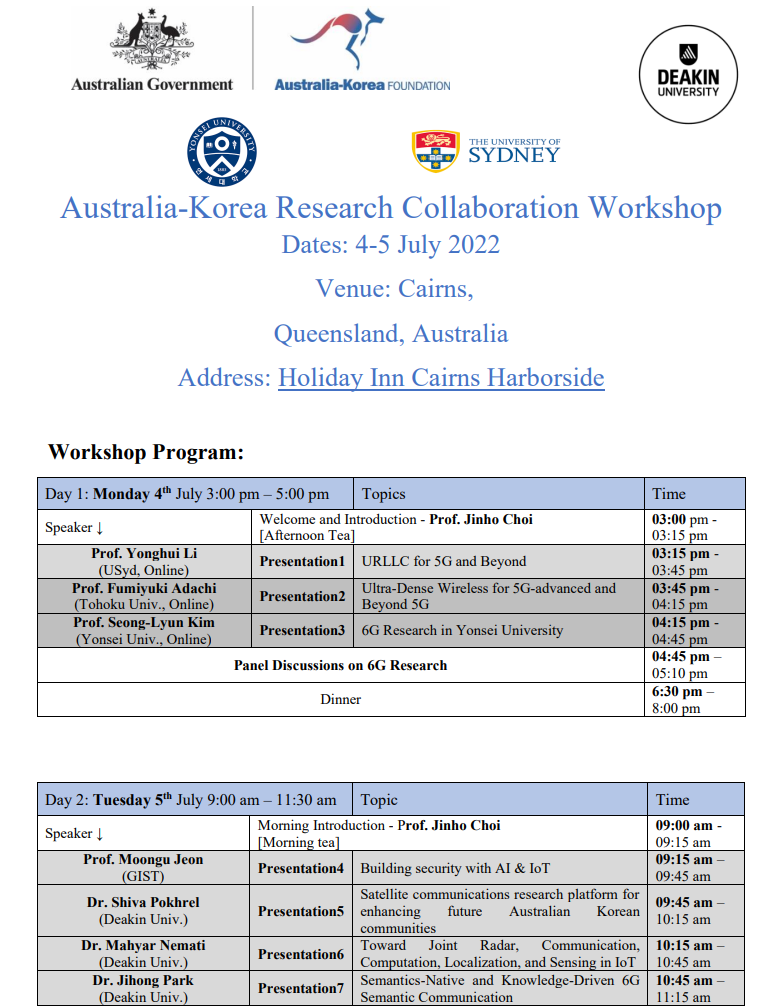 Australian Government
Australia-Korea FOUNDATION
DEAKIN
UNIVERSITY
YONSEI UNIVERSITY
연세대학교
1885
THE UNIVERSITY OF
SYDNEY
Australia-Korea Research Collaboration Workshop
Dates: 4-5 July 2022
Venue: Cairns,
Queensland, Australia
Address: Holiday Inn Cairns Harborside
Workshop Program:
Day 1: Monday 4th July 3:00 pm – 5:00 pm Topics Time
Speaker ↓ Welcome and Introduction - Prof. Jinho Choi 03:00 pm -
[Afternoon Tea] 03:15 pm
Prof. Yonghui Li Presentation1 URLLC for 5G and Beyond 03:15 pm -
(USyd, Online) 03:45 pm
Prof. Fumiyuki Adachi Presentation2 Ultra-Dense Wireless for 5G-advanced and 03:45 pm -
(Tohoku Univ., Online) Beyond 5G 04:15 pm
Prof. Seong-Lyun Kim Presentation3 6G Research in Yonsei University 04:15 pm -
(Yonsei Univ., Online) 04:45 pm
Panel Discussions on 6G Research 04:45 pm –
05:10 pm
Dinner 6:30 pm –
8:00 pm
Day 2: Tuesday 5th July 9:00 am – 11:30 am Topic Time
Speaker ↓ Morning Introduction - Prof. Jinho Choi 09:00 am -
[Morning tea] 09:15 am
Prof. Moongu Jeon Presentation4 Building security with AI & IoT 09:15 am –
(GIST) 09:45 am
Dr. Shiva Pokhrel Presentation5 Satellite communications research platform for 09:45 am –
(Deakin Univ.) enhancing future Australian Korean 10:15 am
communities
Dr. Mahyar Nemati Presentation6 Toward Joint Radar, Communication, 10:15 am –
(Deakin Univ.) Computation, Localization, and Sensing in IoT 10:45 am
Dr. Jihong Park Presentation7 Semantics-Native and Knowledge-Driven 6G 10:45 am –
(Deakin Univ.) Semantic Communication 11:15 am